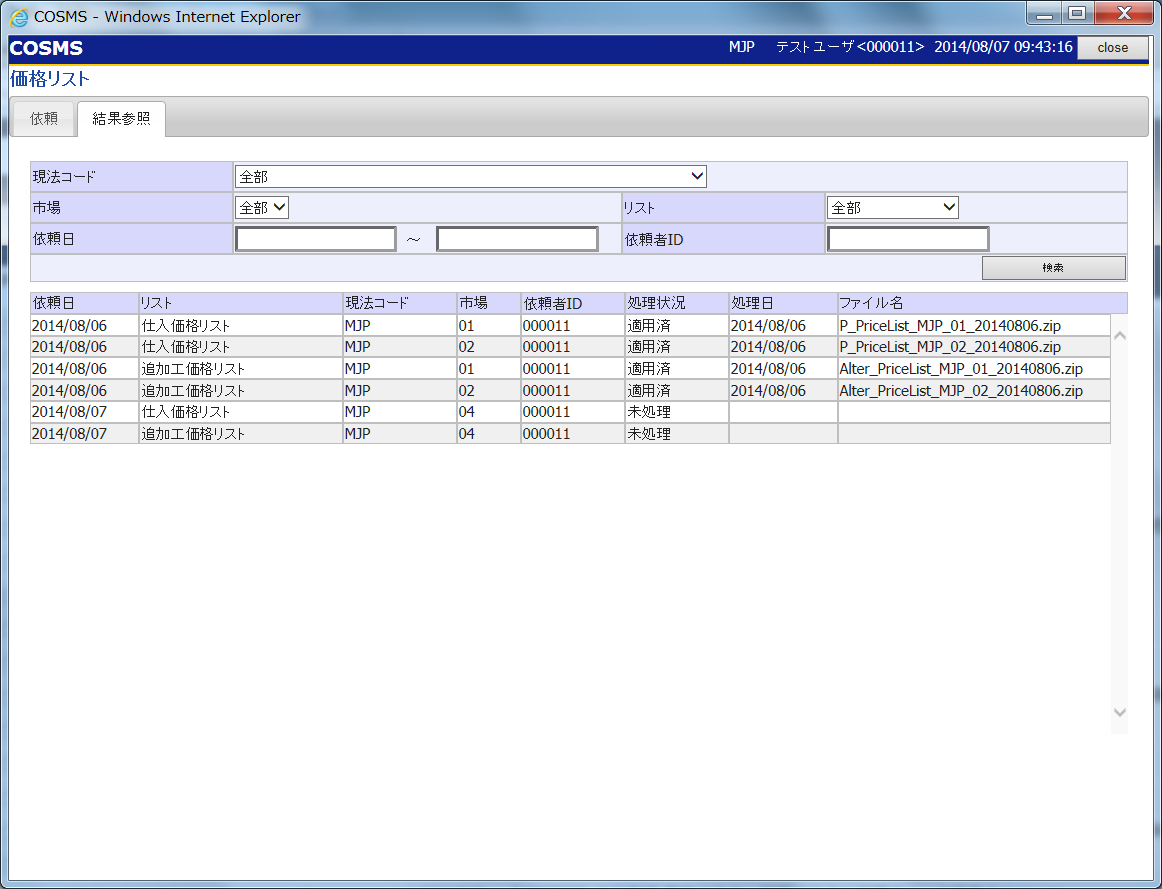 COSMS - Windows Internet Explorer
COSMS MJP テストユーザ<000011> 2014/08/07 09:43:16 close
価格リスト
依頼 結果参照
現法コード 全部
市場 全部 リスト 全部
依頼日 ～ 依頼者ID
検索
依頼日 リスト 現法コード 市場 依頼者ID 処理状況 処理日 ファイル名
2014/08/06 仕入価格リスト MJP 01 000011 適用済 2014/08/06 P_PriceList_MJP_01_20140806.zip
2014/08/06 仕入価格リスト MJP 02 000011 適用済 2014/08/06 P_PriceList_MJP_02_20140806.zip
2014/08/06 追加工価格リスト MJP 01 000011 適用済 2014/08/06 Alter_PriceList_MJP_01_20140806.zip
2014/08/06 追加工価格リスト MJP 02 000011 適用済 2014/08/06 Alter_PriceList_MJP_02_20140806.zip
2014/08/07 仕入価格リスト MJP 04 000011 未処理
2014/08/07 追加工価格リスト MJP 04 000011 未処理